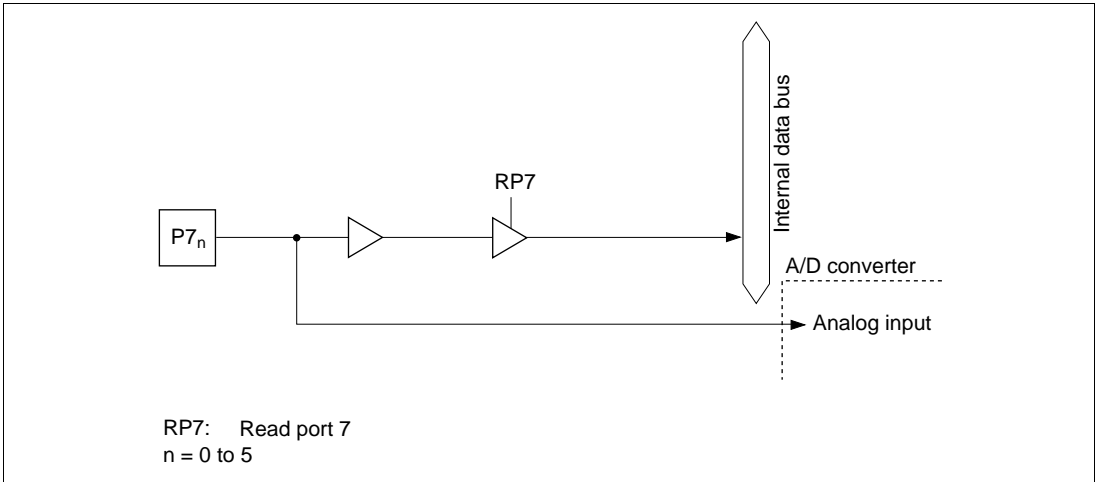 Internal data bus
RP7
P7n
A/D converter
Analog input
RP7: Read port 7
n = 0 to 5